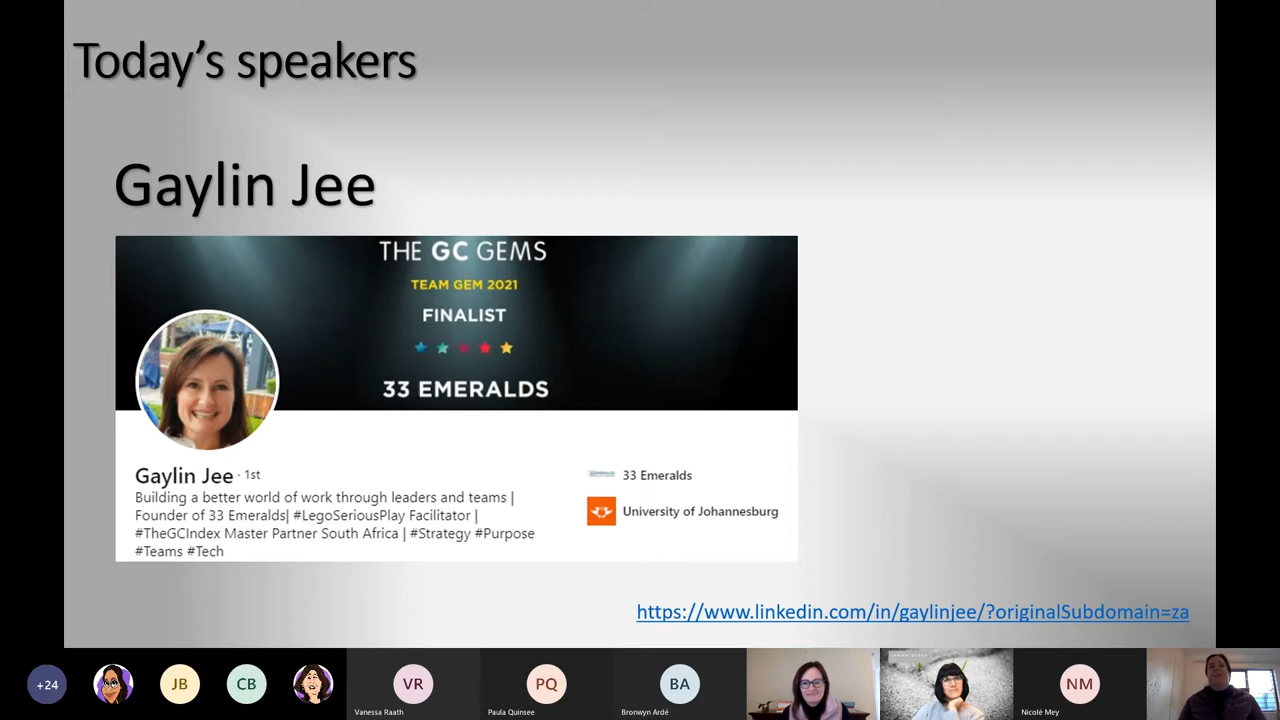 Today's speakers
Gaylin Jee
THE GC GEMS
TEAM GEM 2021
FINALIST
33 EMERALDS
Gaylin Jee · 1st
Building a better world of work through leaders and teams |
Founder of 33 Emeralds| #LegoSeriousPlay Facilitator |
#TheGCIndex Master Partner South Africa | #Strategy #Purpose
#Teams #Tech
33 Emeralds
University of Johannesburg
https://www.linkedin.com/in/gaylinjee/?originalSubdomain=za
+24
JB
CB
VR
Vanessa Raath
PQ
Paula Quinsee
BA
Bronwyn Ardé
NM
Nicolé Mey